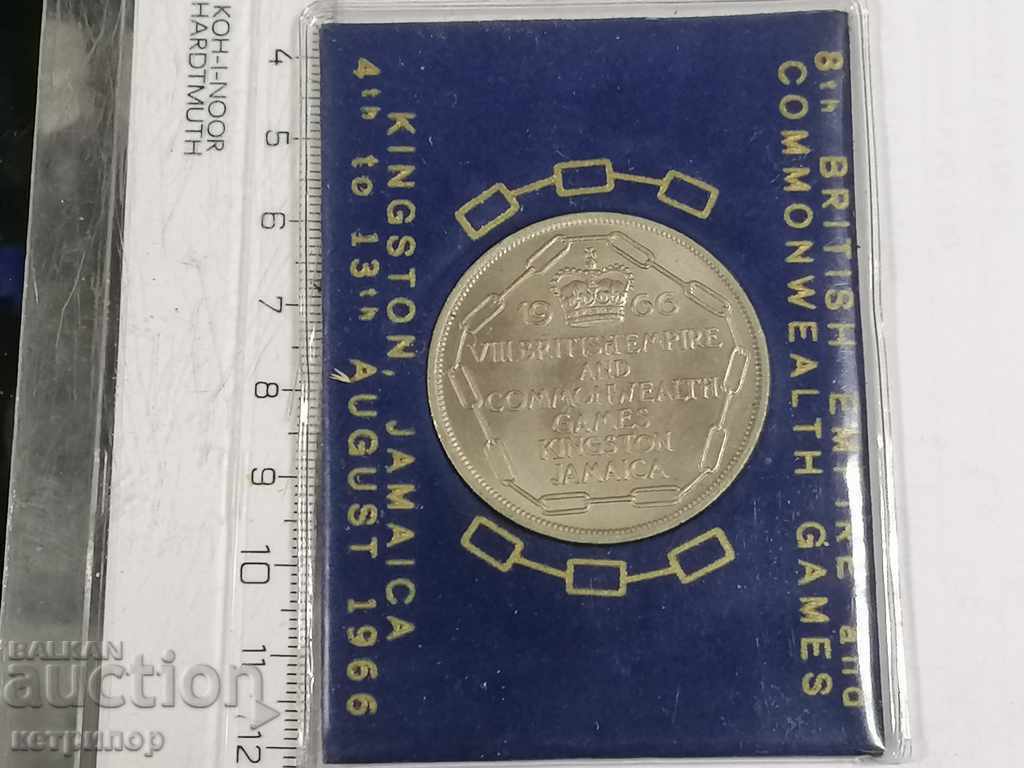 KOH-I-NOOR
HARDTMUTH
4
5
6
7
8
9
10
11
12
8th BRITISH EMPIRE and
COMMONWEALTH GAMES
1966
VIII BRITISH EMPIRE
AND
COMMONWEALTH
GAMES
KINGSTON
JAMAICA
KINGSTON, JAMAICA
4th to 13th AUGUST 1966
BALKAN
auction
кетрипор